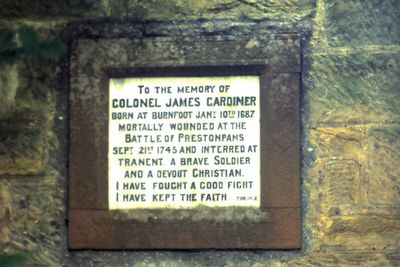 TO THE MEMORY OF
COLONEL JAMES GARDINER
BORN AT BURNFOOT JANY 10TH 1687.
MORTALLY WOUNDED AT THE
BATTLE OF PRESTONPANS
SEPT 21ST 1745 AND INTERRED AT
TRANENT. A BRAVE SOLDIER
AND A DEVOUT CHRISTIAN.
I HAVE FOUGHT A GOOD FIGHT
I HAVE KEPT THE FAITH